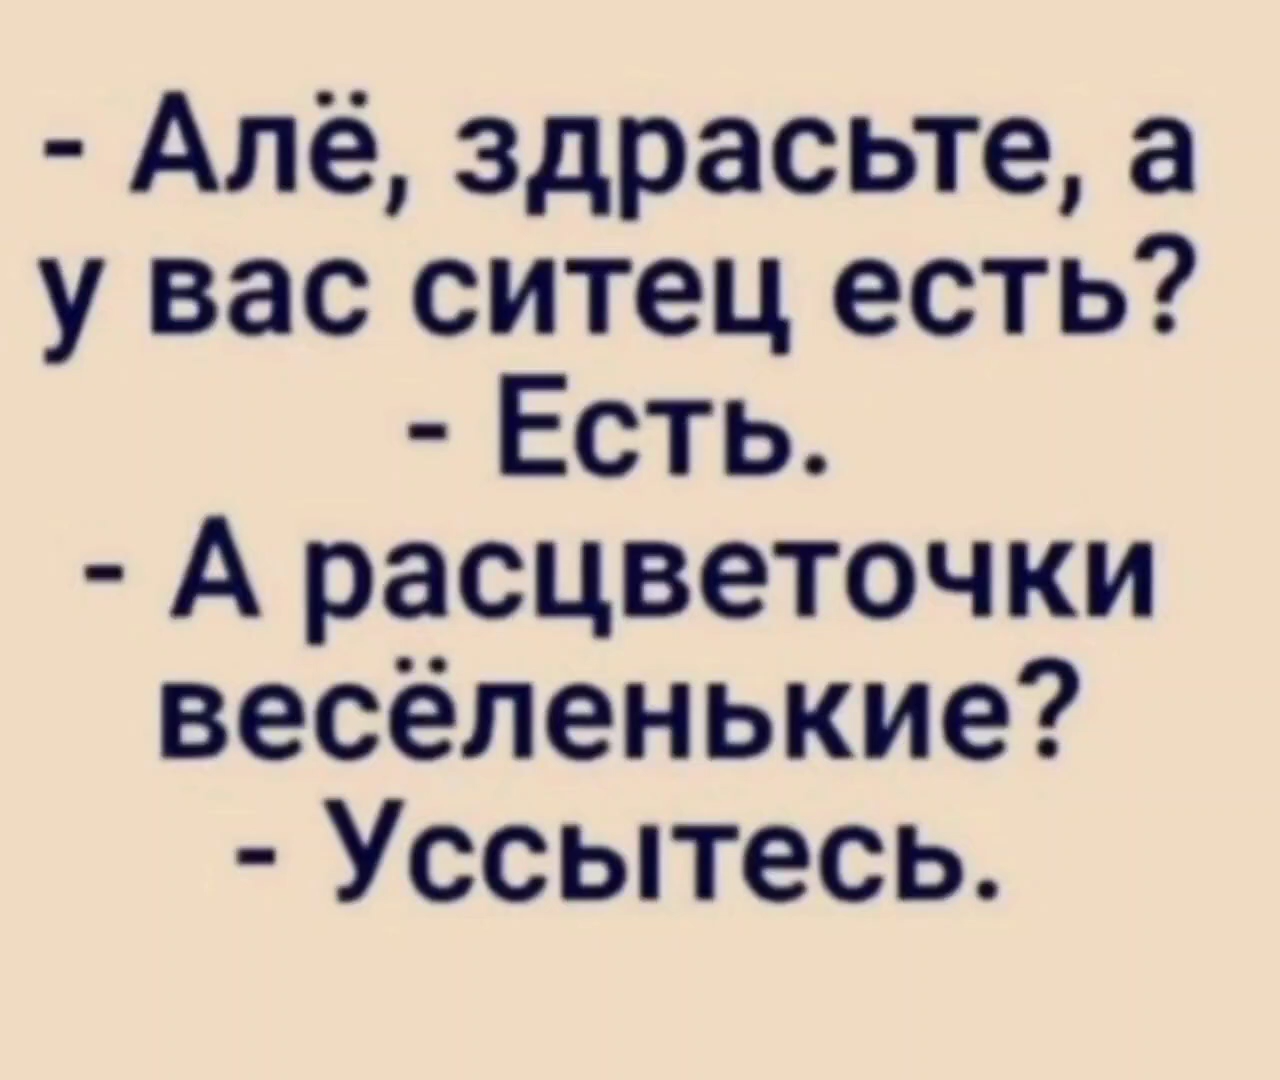 - Алё, здрасьте, а
у вас ситец есть?
- Есть.
- А расцветочки
весёленькие?
- Уссытесь.